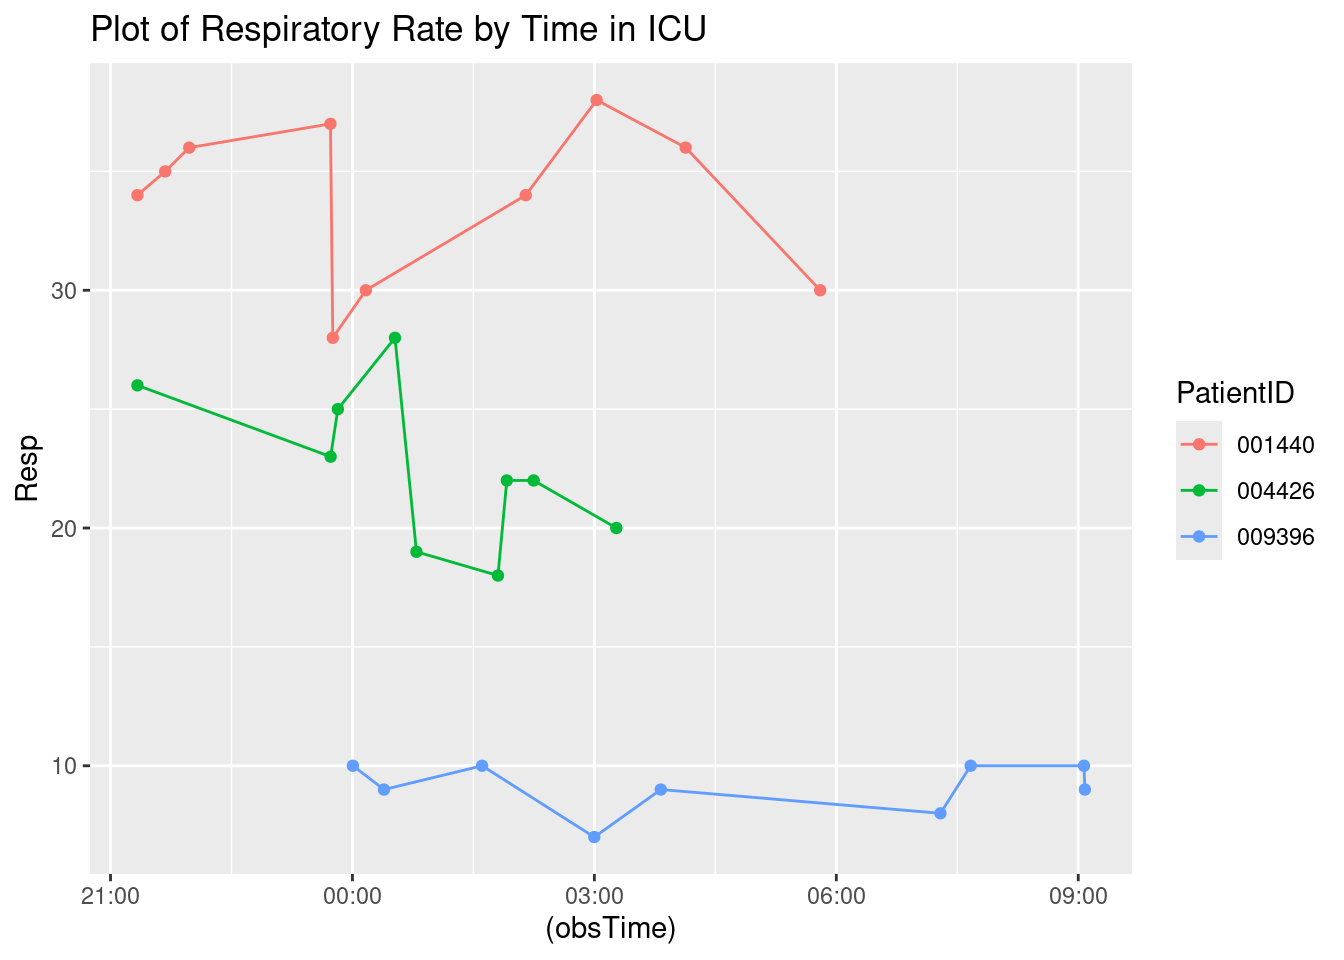 Plot of Respiratory Rate by Time in ICU
Resp
30
20
10
21:00 00:00 03:00 06:00 09:00
(obsTime)
PatientID
001440
004426
009396